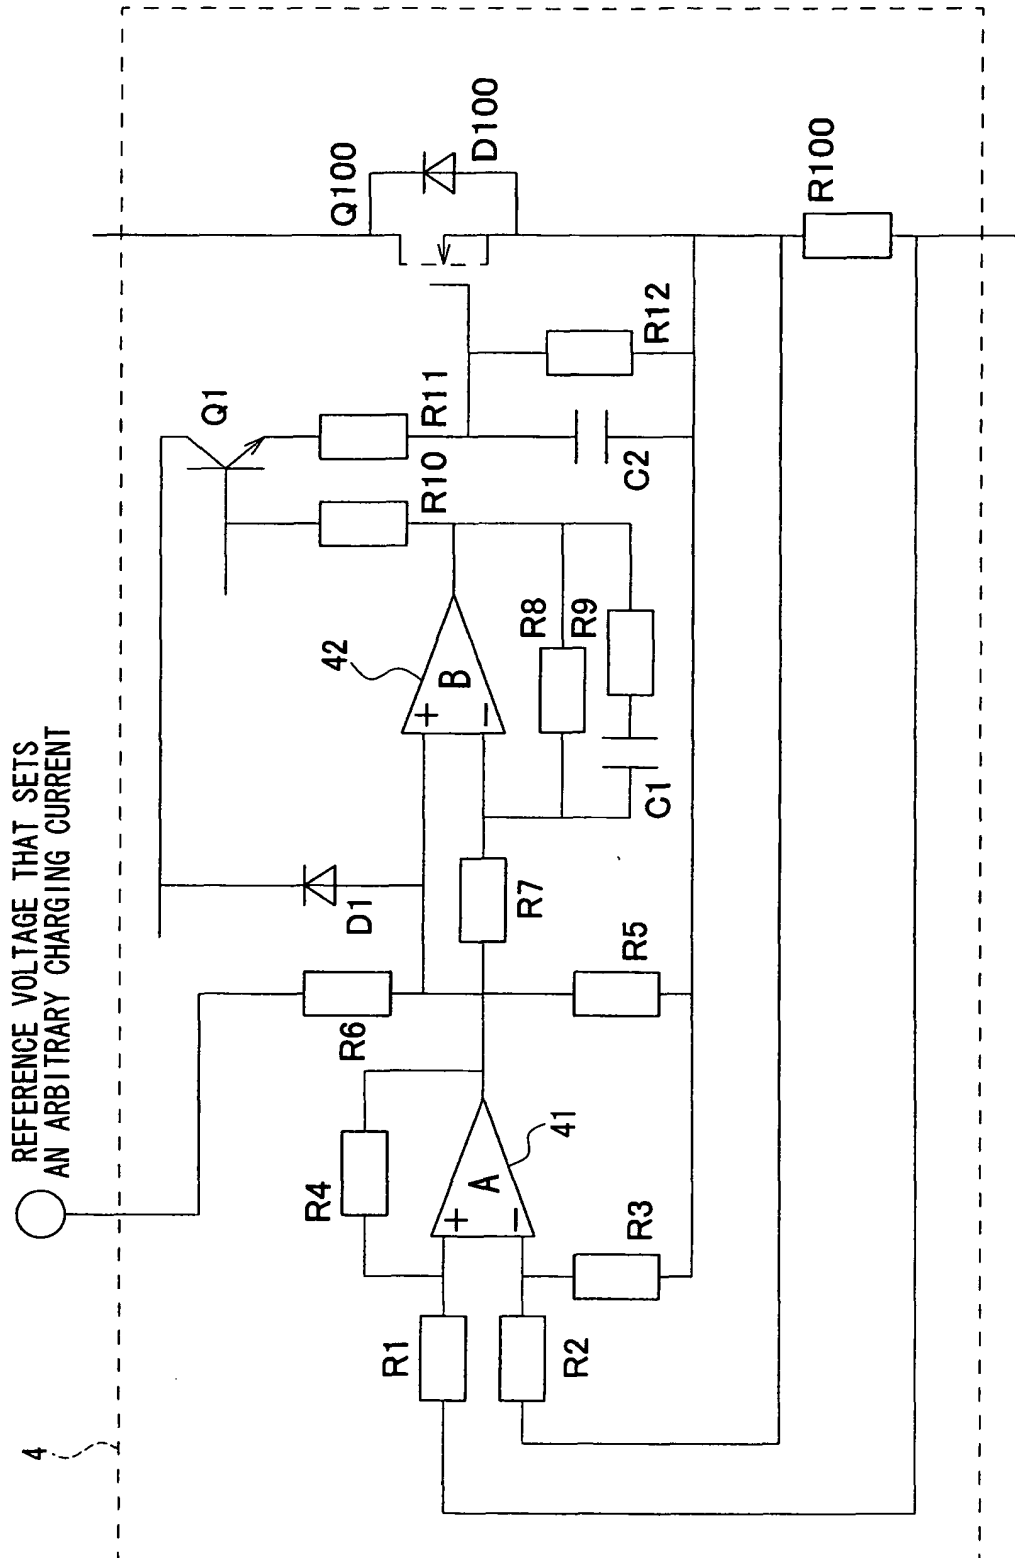 REFERENCE VOLTAGE THAT SETS
AN ARBITRARY CHARGING CURRENT
4
Q100
D100
Q1
R100
R12
R11
R10
C2
42
B
+
−
R8
R9
C1
D1
R7
R6
R5
R4
41
A
+
−
R3
R1
R2